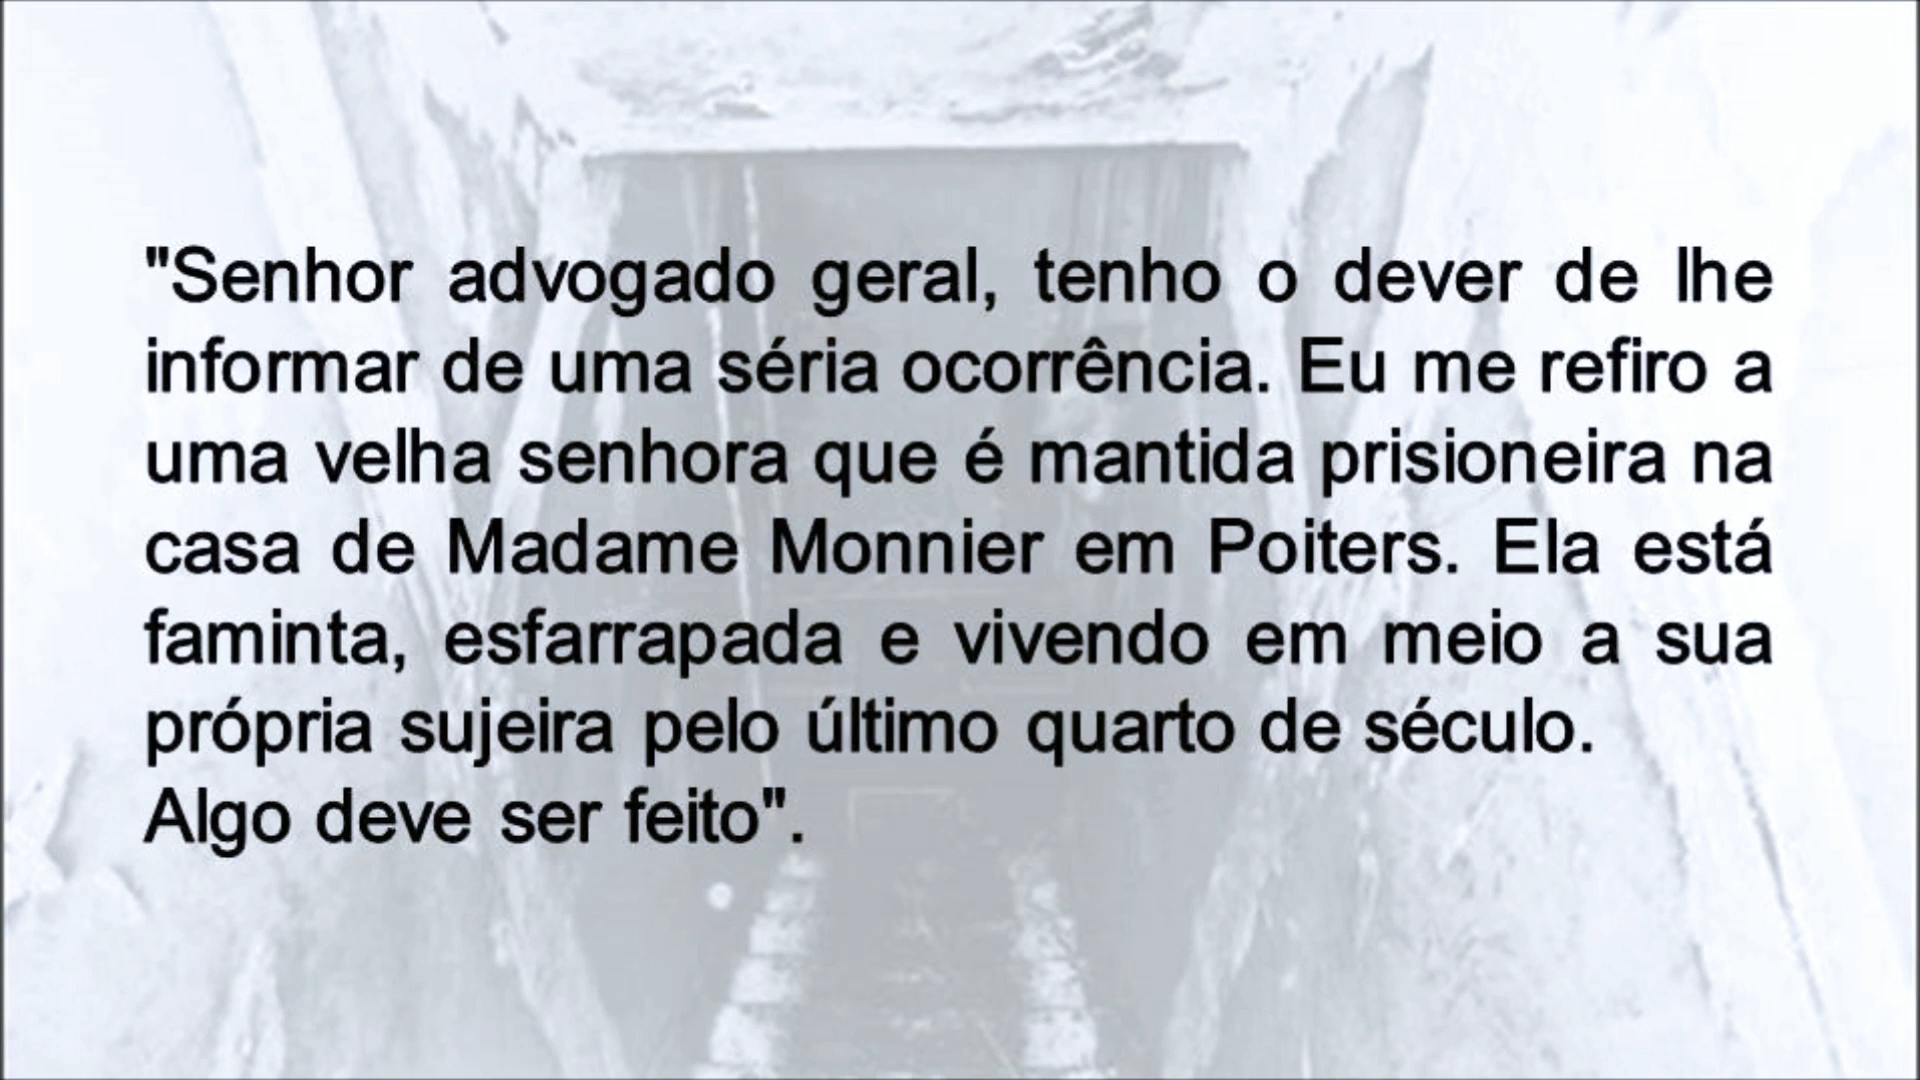 "Senhor advogado geral, tenho o dever de lhe
informar de uma séria ocorrência. Eu me refiro a
uma velha senhora que é mantida prisioneira na
casa de Madame Monnier em Poiters. Ela está
faminta, esfarrapada e vivendo em meio a sua
própria sujeira pelo último quarto de século.
Algo deve ser feito".